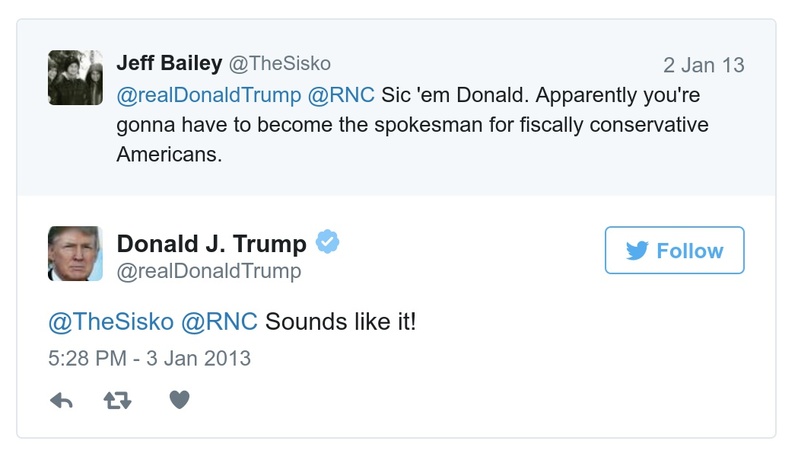 Jeff Bailey @TheSisko 2 Jan 13
@realDonaldTrump @RNC Sic 'em Donald. Apparently you're
gonna have to become the spokesman for fiscally conservative
Americans.
Donald J. Trump
@realDonaldTrump
Follow
@TheSisko @RNC Sounds like it!
5:28 PM - 3 Jan 2013